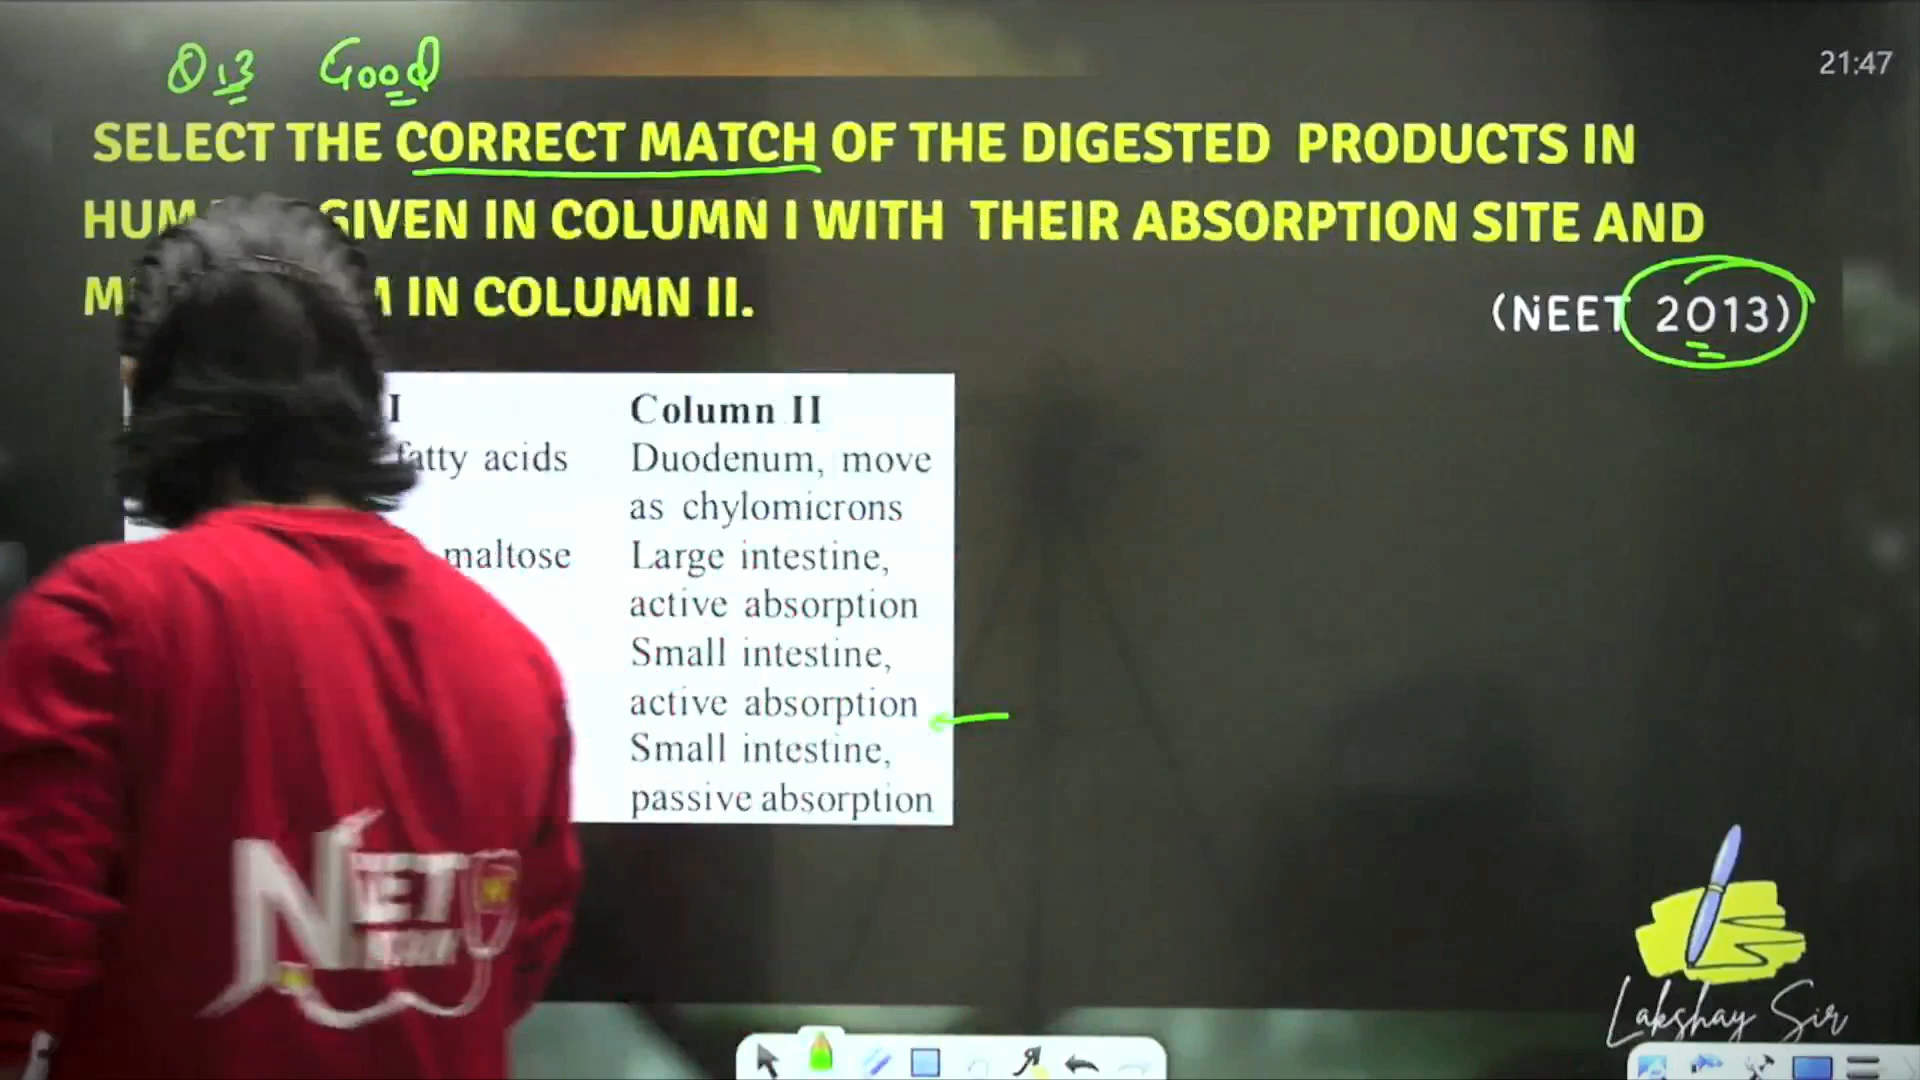 Q13 Good
21:47
SELECT THE CORRECT MATCH OF THE DIGESTED PRODUCTS IN
GIVEN IN COLUMN I WITH THEIR ABSORPTION SITE AND
IN COLUMN II.
(NEET 2013)
I Column II
fatty acids Duodenum, move
as chylomicrons
maltose Large intestine,
active absorption
Small intestine,
active absorption
Small intestine,
passive absorption
NEET
Lakshay Sir